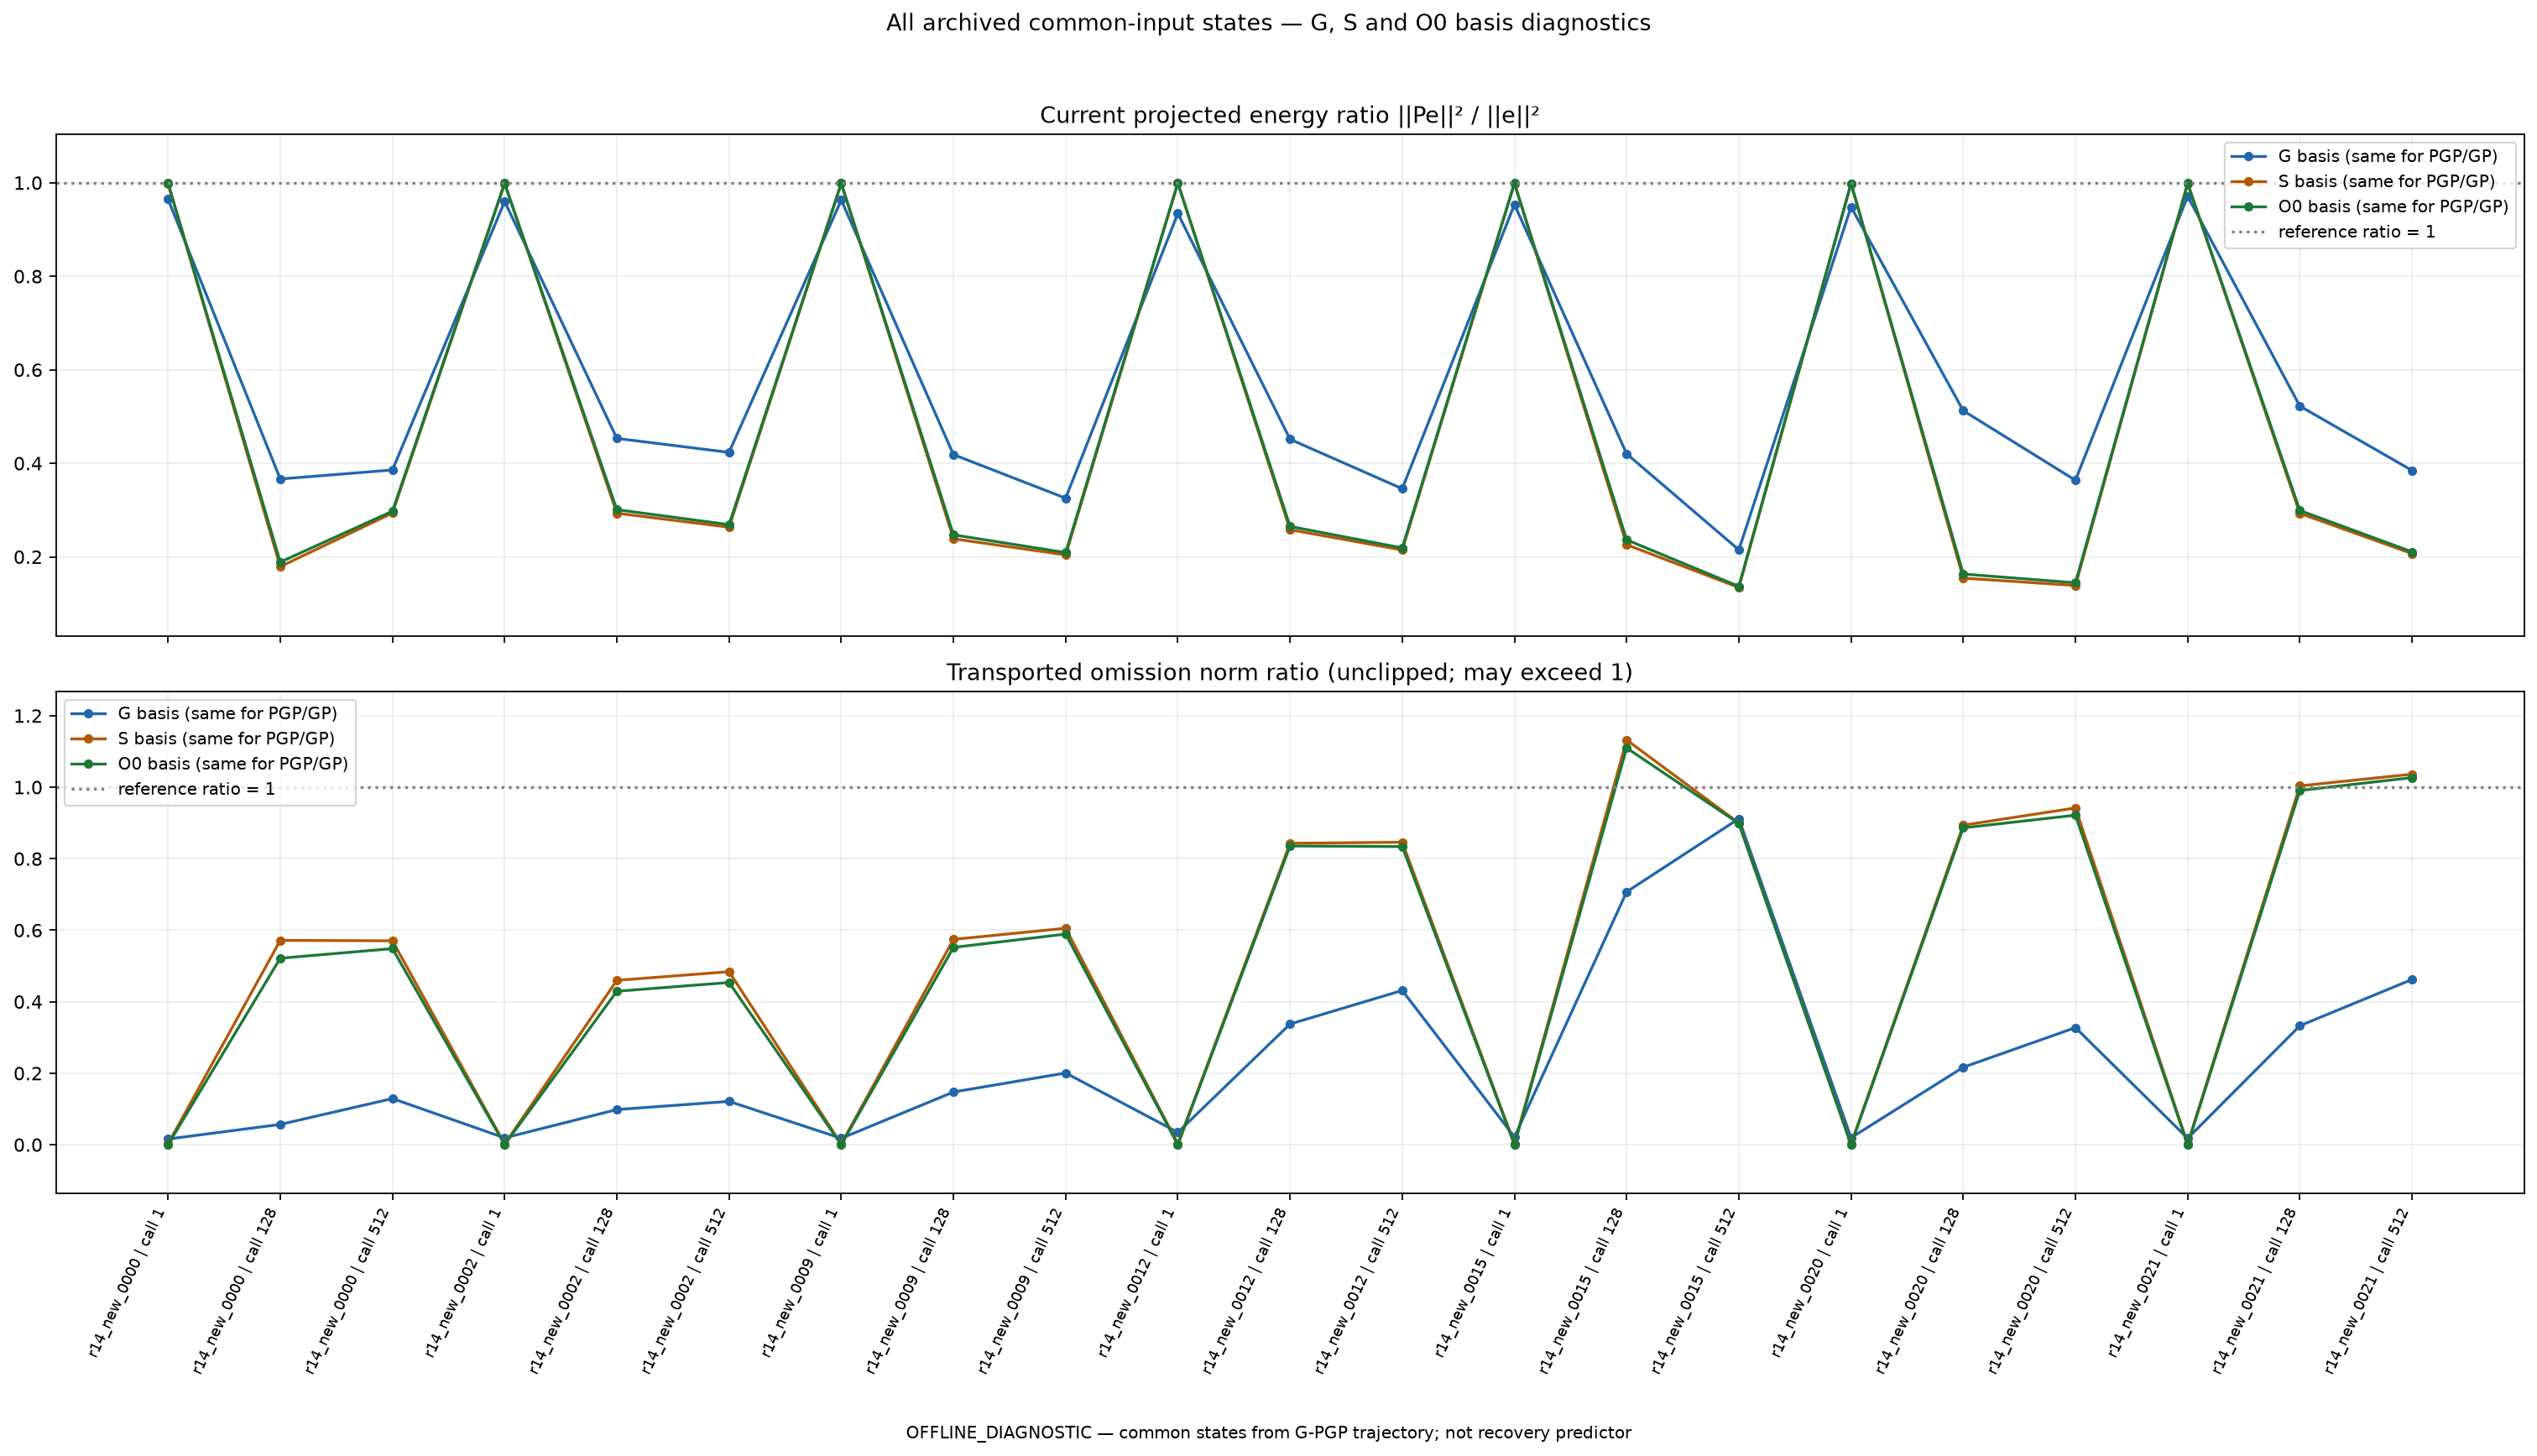 All archived common-input states — G, S and O0 basis diagnostics
Current projected energy ratio ||Pe||² / ||e||²
G basis (same for PGP/GP)
S basis (same for PGP/GP)
O0 basis (same for PGP/GP)
reference ratio = 1
1.0
0.8
0.6
0.4
0.2
Transported omission norm ratio (unclipped; may exceed 1)
G basis (same for PGP/GP)
S basis (same for PGP/GP)
O0 basis (same for PGP/GP)
reference ratio = 1
1.2
1.0
0.8
0.6
0.4
0.2
0.0
r14_new_0000 | call 1
r14_new_0000 | call 128
r14_new_0000 | call 512
r14_new_0002 | call 1
r14_new_0002 | call 128
r14_new_0002 | call 512
r14_new_0009 | call 1
r14_new_0009 | call 128
r14_new_0009 | call 512
r14_new_0012 | call 1
r14_new_0012 | call 128
r14_new_0012 | call 512
r14_new_0015 | call 1
r14_new_0015 | call 128
r14_new_0015 | call 512
r14_new_0020 | call 1
r14_new_0020 | call 128
r14_new_0020 | call 512
r14_new_0021 | call 1
r14_new_0021 | call 128
r14_new_0021 | call 512
OFFLINE_DIAGNOSTIC — common states from G-PGP trajectory; not recovery predictor